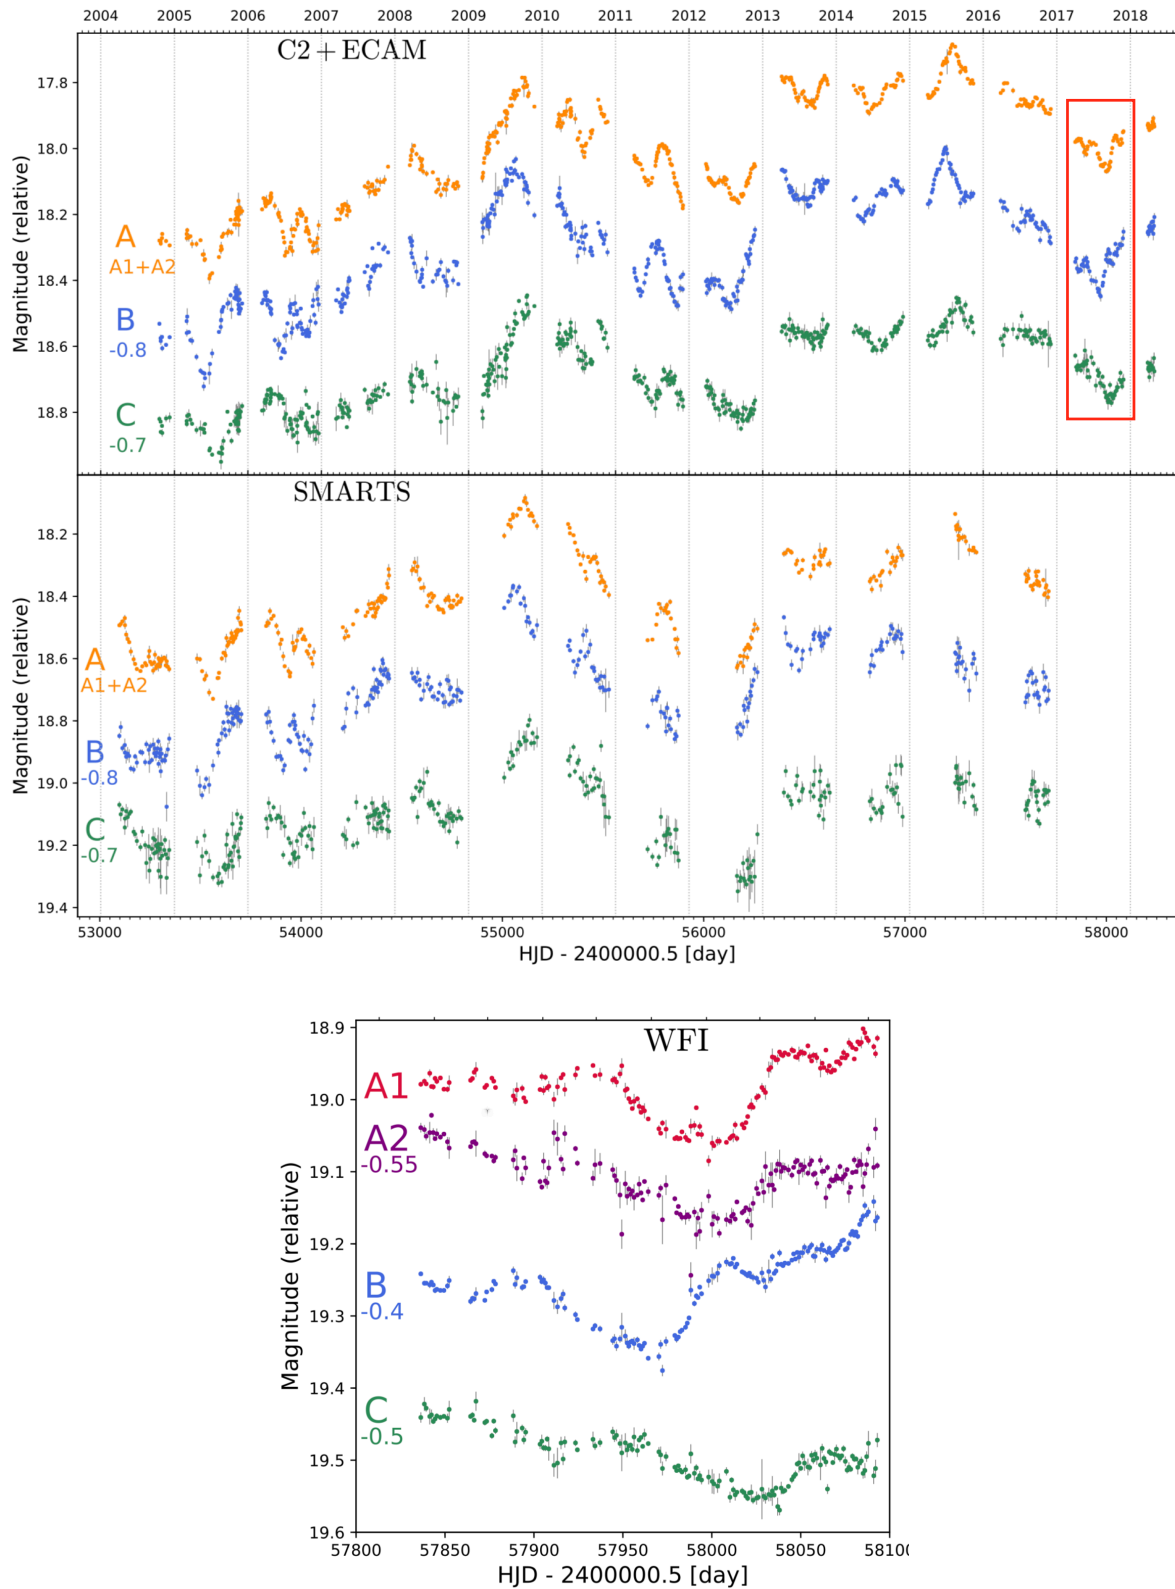 2004 2005 2006 2007 2008 2009 2010 2011 2012 2013 2014 2015 2016 2017 2018
C2 + ECAM
17.8
18.0
18.2
A
A1+A2
18.4
B
-0.8
18.6
C
-0.7
18.8
Magnitude (relative)
SMARTS
18.2
18.4
18.6
A
A1+A2
18.8
B
-0.8
19.0
C
-0.7
19.2
19.4
Magnitude (relative)
53000 54000 55000 56000 57000 58000
HJD - 2400000.5 [day]
18.9
WFI
A1
19.0
A2
-0.55
19.1
19.2
B
-0.4
19.3
19.4
C
-0.5
19.5
19.6
Magnitude (relative)
57800 57850 57900 57950 58000 58050 5810
HJD - 2400000.5 [day]